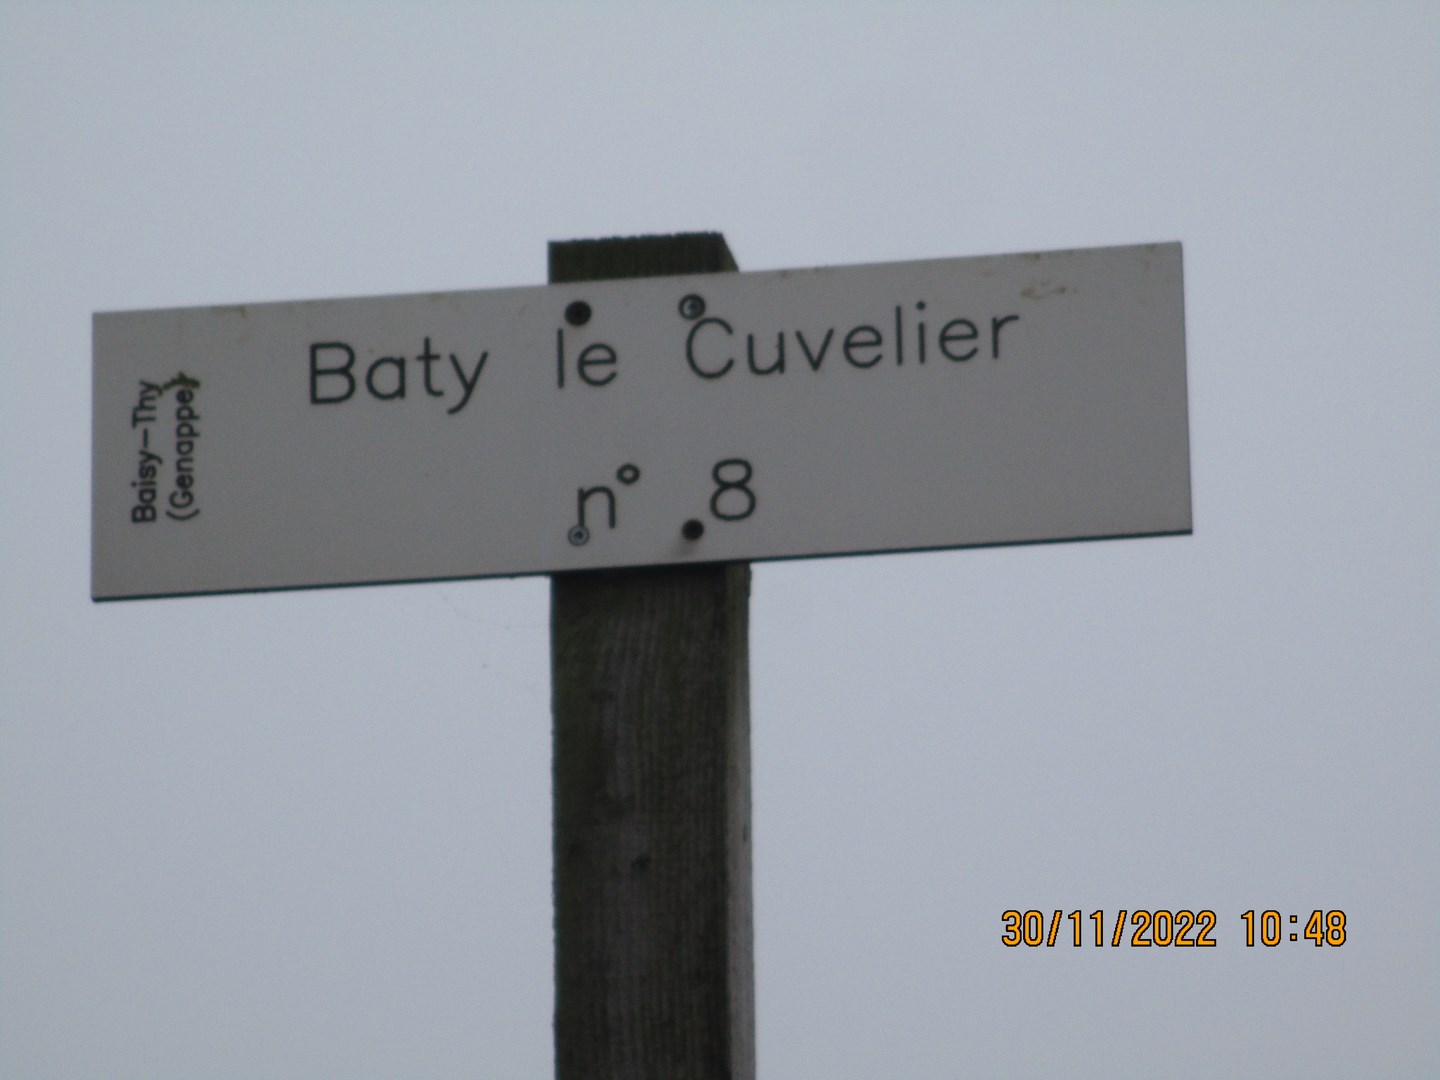 Baisy-Thy
(Genappe)
Baty le Cuvelier
n° 8
30/11/2022 10:48